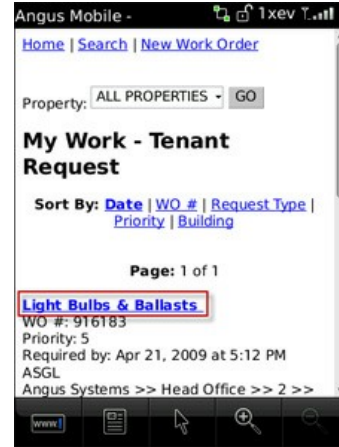 Angus Mobile - 1xev
Home | Search | New Work Order
Property: ALL PROPERTIES GO
My Work - Tenant
Request
Sort By: Date | WO # | Request Type |
Priority | Building
Page: 1 of 1
Light Bulbs & Ballasts
WO #: 916183
Priority: 5
Required by: Apr 21, 2009 at 5:12 PM
ASGL
Angus Systems >> Head Office >> 2 >>
www.